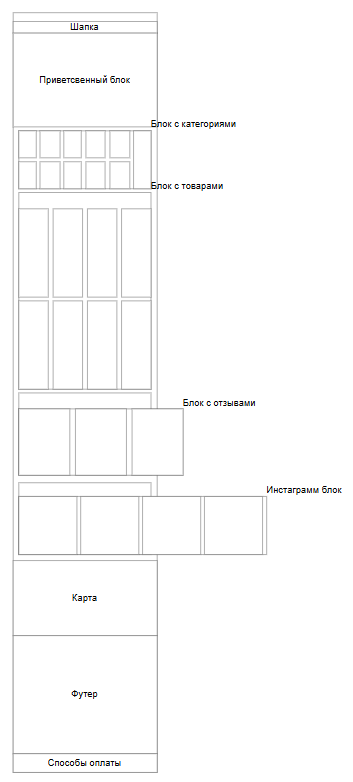 Шапка
Приветсвенный блок
Блок с категориями
Блок с товарами
Блок с отзывами
Инстаграмм блок
Карта
Футер
Способы оплаты